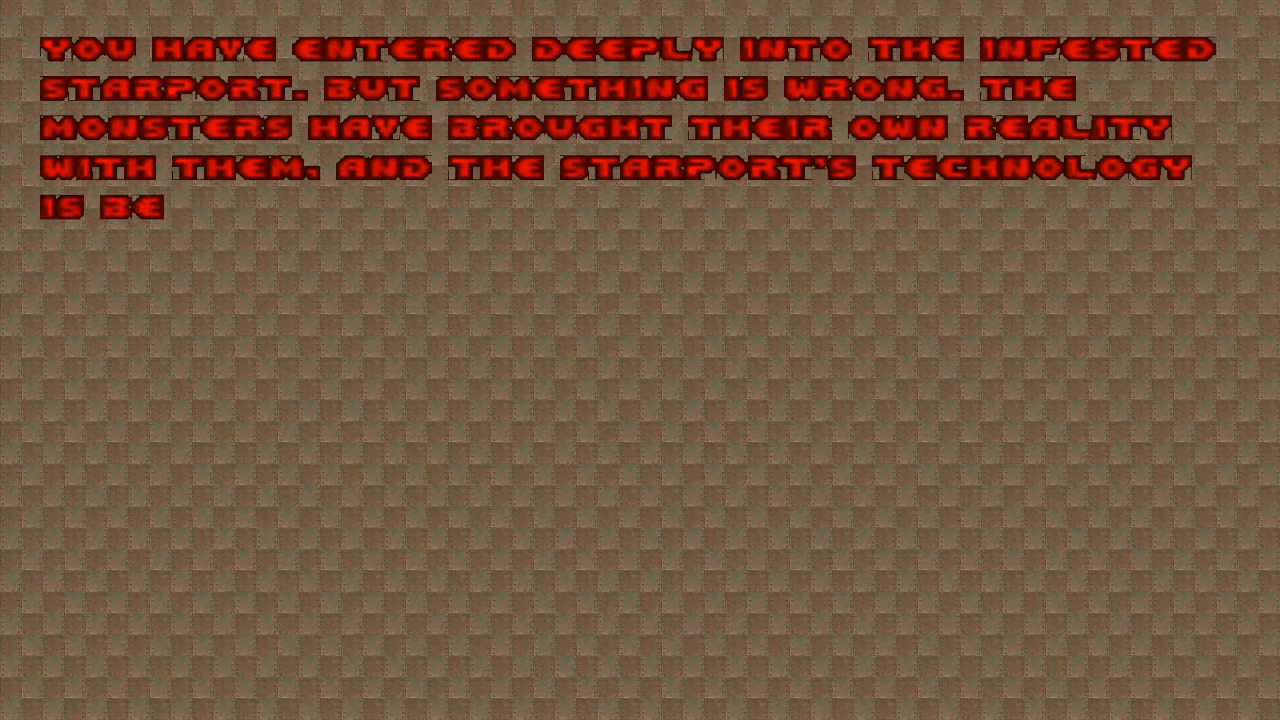 YOU HAVE ENTERED DEEPLY INTO THE INFESTED
STARPORT. BUT SOMETHING IS WRONG. THE
MONSTERS HAVE BROUGHT THEIR OWN REALITY
WITH THEM, AND THE STARPORT'S TECHNOLOGY
IS BE